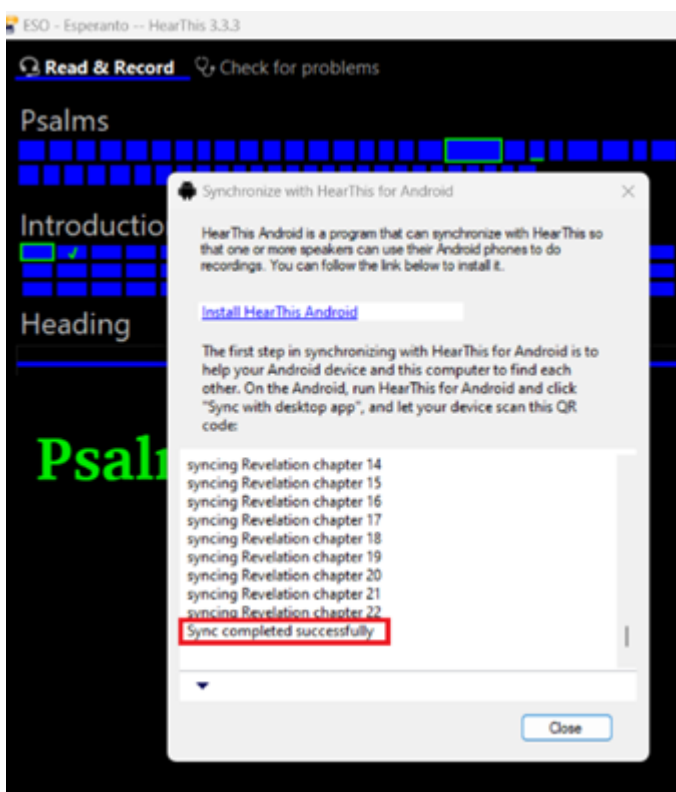 ESO - Esperanto -- HearThis 3.3.3
Read & Record Check for problems
Psalms
Introductio
Heading
Synchronize with HearThis for Android
HearThis Android is a program that can synchronize with HearThis so
that one or more speakers can use their Android phones to do
recordings. You can follow the link below to install it.
Install HearThis Android
The first step in synchronizing with HearThis for Android is to
help your Android device and this computer to find each
other. On the Android, run HearThis for Android and click
"Sync with desktop app", and let your device scan this QR
code:
Psal
syncing Revelation chapter 14
syncing Revelation chapter 15
syncing Revelation chapter 16
syncing Revelation chapter 17
syncing Revelation chapter 18
syncing Revelation chapter 19
syncing Revelation chapter 20
syncing Revelation chapter 21
syncing Revelation chapter 22
Sync completed successfully
Close